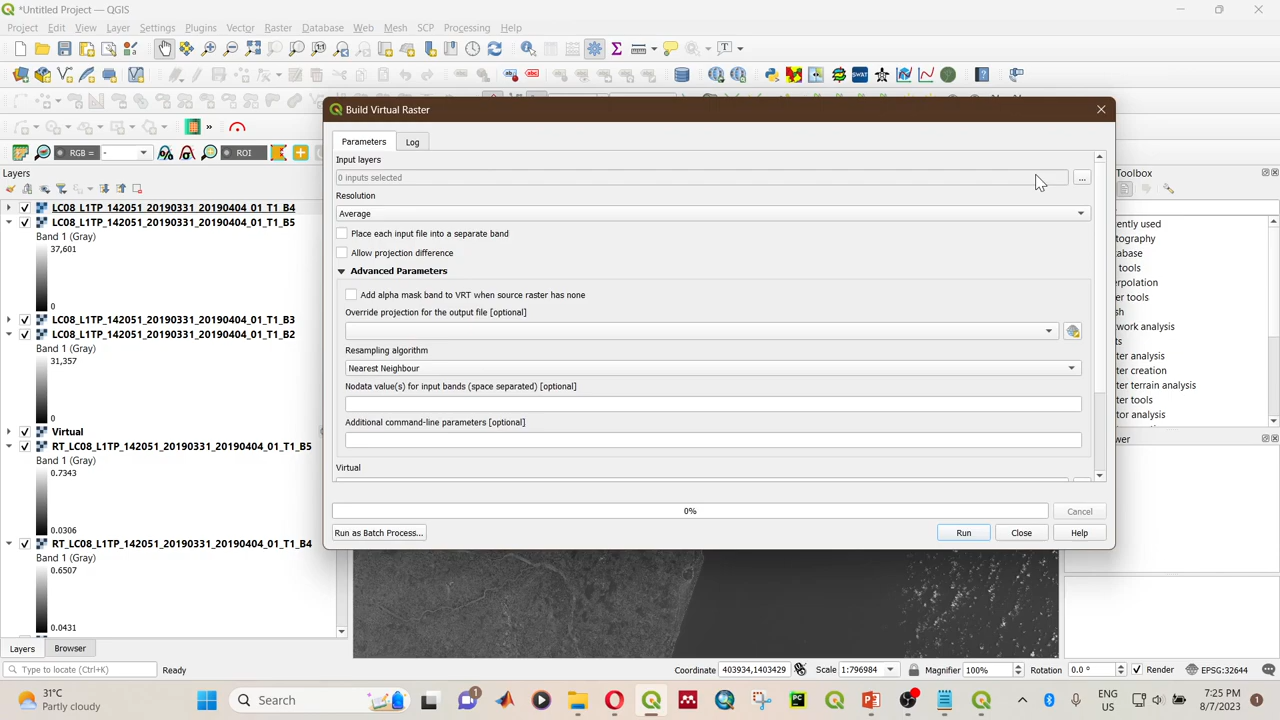 *Untitled Project — QGIS
Project Edit View Layer Settings Plugins Vector Raster Database Web Mesh SCP Processing Help
RGB = - ROI
Layers
LC08_L1TP_142051_20190331_20190404_01_T1_B4
LC08_L1TP_142051_20190331_20190404_01_T1_B5
Band 1 (Gray)
37,601
0
LC08_L1TP_142051_20190331_20190404_01_T1_B3
LC08_L1TP_142051_20190331_20190404_01_T1_B2
Band 1 (Gray)
31,357
0
Virtual
RT_LC08_L1TP_142051_20190331_20190404_01_T1_B5
Band 1 (Gray)
0.7343
0.0306
RT_LC08_L1TP_142051_20190331_20190404_01_T1_B4
Band 1 (Gray)
0.6507
0.0431
Layers Browser
Build Virtual Raster
Parameters Log
Input layers
0 inputs selected ...
Resolution
Average
Place each input file into a separate band
Allow projection difference
Advanced Parameters
Add alpha mask band to VRT when source raster has none
Override projection for the output file [optional]
Resampling algorithm
Nearest Neighbour
Nodata value(s) for input bands (space separated) [optional]
Additional command-line parameters [optional]
Virtual
0% Cancel
Run as Batch Process... Run Close Help
Toolbox
ently used
tography
abase
tools
rpolation
er tools
sh
work analysis
ts
ter analysis
ter creation
ter terrain analysis
ter tools
tor analysis
wer
Type to locate (Ctrl+K) Ready Coordinate 403934,1403429 Scale 1:796984 Magnifier 100% Rotation 0.0 ° Render EPSG:32644
31°C
Partly cloudy
Search
ENG
US
7:25 PM
8/7/2023